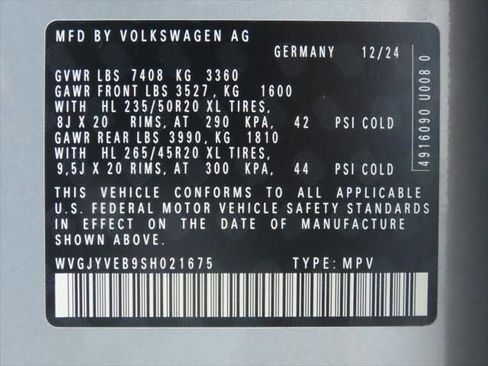 MFD BY VOLKSWAGEN AG
GERMANY 12/24
GVWR LBS 7408 KG 3360
GAWR FRONT LBS 3527, KG 1600
WITH HL 235/50R20 XL TIRES,
8J X 20 RIMS, AT 290 KPA, 42 PSI COLD
GAWR REAR LBS 3990, KG 1810
WITH HL 265/45R20 XL TIRES,
9,5J X 20 RIMS, AT 300 KPA, 44 PSI COLD
THIS VEHICLE CONFORMS TO ALL APPLICABLE
U.S. FEDERAL MOTOR VEHICLE SAFETY STANDARDS
IN EFFECT ON THE DATE OF MANUFACTURE
SHOWN ABOVE
WVGJYVEB9SH021675 TYPE: MPV
4916090 U008 0